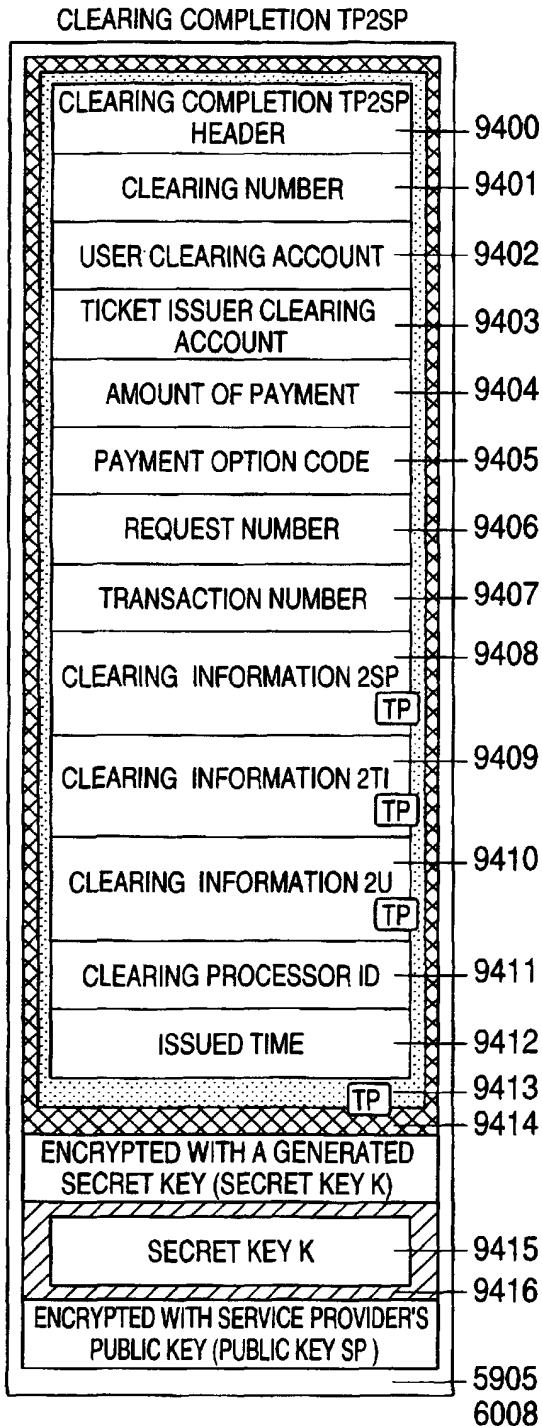 CLEARING COMPLETION TP2SP
CLEARING COMPLETION TP2SP
HEADER
9400
CLEARING NUMBER
9401
USER CLEARING ACCOUNT
9402
TICKET ISSUER CLEARING
ACCOUNT
9403
AMOUNT OF PAYMENT
9404
PAYMENT OPTION CODE
9405
REQUEST NUMBER
9406
TRANSACTION NUMBER
9407
9408
CLEARING INFORMATION 2SP
TP
9409
CLEARING INFORMATION 2TI
TP
9410
CLEARING INFORMATION 2U
TP
CLEARING PROCESSOR ID
9411
ISSUED TIME
9412
TP
9413
9414
ENCRYPTED WITH A GENERATED
SECRET KEY (SECRET KEY K)
SECRET KEY K
9415
9416
ENCRYPTED WITH SERVICE PROVIDER'S
PUBLIC KEY (PUBLIC KEY SP )
5905
6008